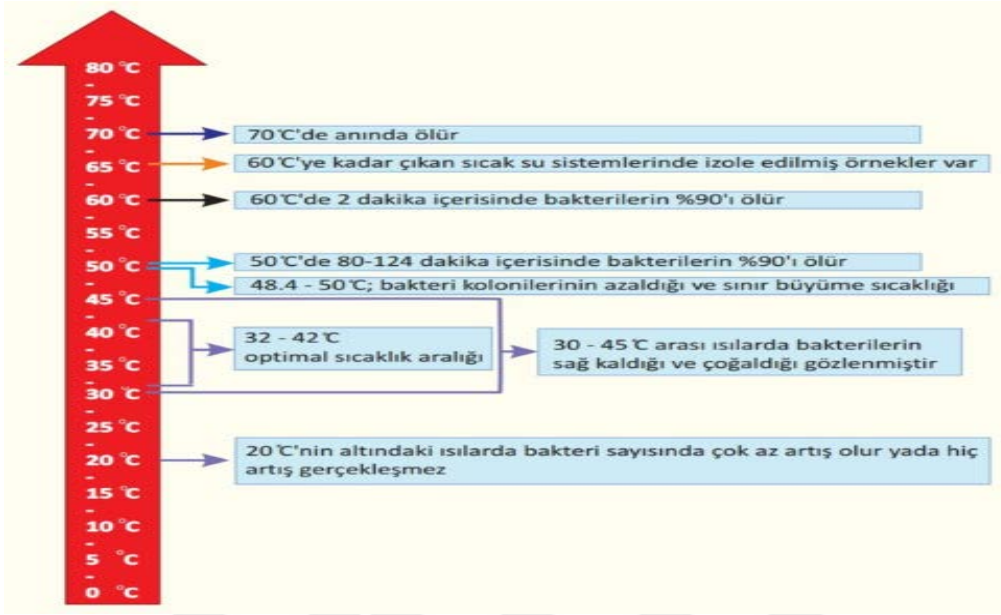 80 °C
-
75 °C
-
70 °C
70℃'de anında ölür
-
65 °C
60℃'ye kadar çıkan sıcak su sistemlerinde izole edilmiş örnekler var
-
60 °C
60℃'de 2 dakika içerisinde bakterilerin %90'ı ölür
-
55 °C
-
50 °C
50℃'de 80-124 dakika içerisinde bakterilerin %90'ı ölür
48.4 - 50℃; bakteri kolonilerinin azaldığı ve sınır büyüme sıcaklığı
-
45 °C
-
40 °C
32 - 42℃
optimal sıcaklık aralığı
30 - 45℃ arası ısılarda bakterilerin
sağ kaldığı ve çoğaldığı gözlenmiştir
-
35 °C
-
30 °C
-
25 °C
-
20 °C
20℃'nin altındaki ısılarda bakteri sayısında çok az artış olur yada hiç
artış gerçekleşmez
-
15 °C
-
10 °C
-
5 °C
-
0 °C